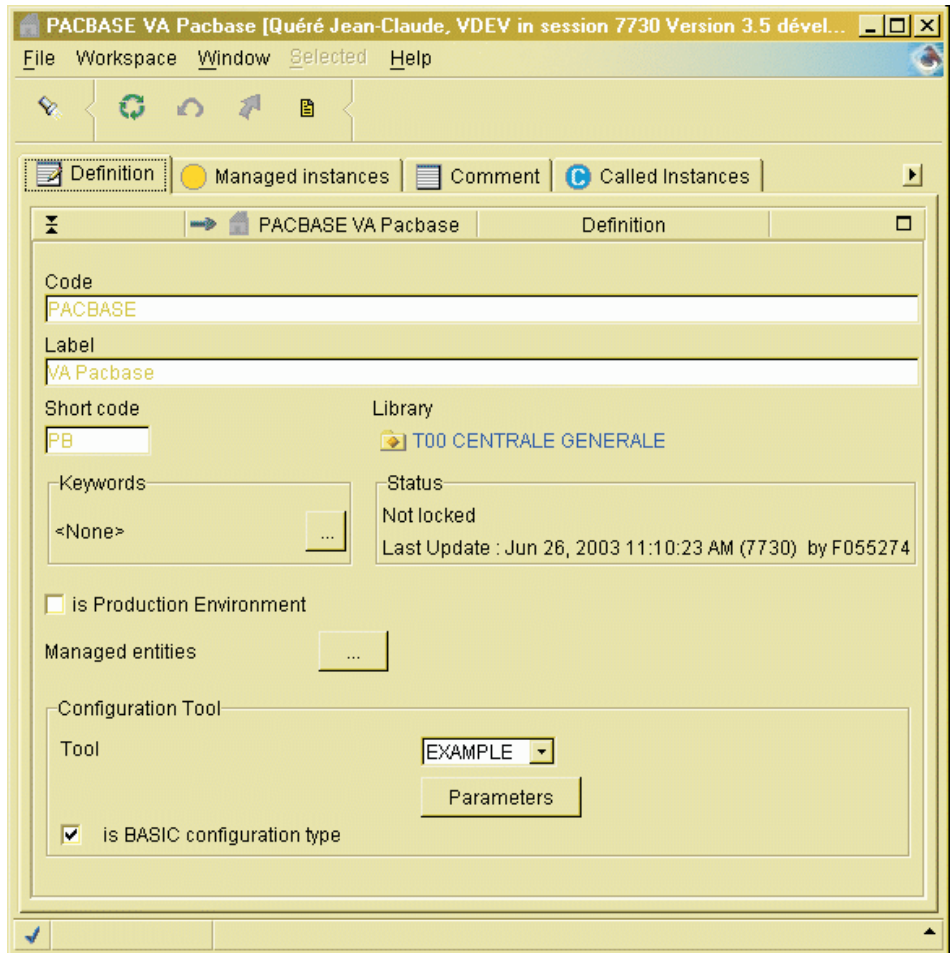 PACBASE VA Pacbase [Quéré Jean-Claude, VDEV in session 7730 Version 3.5 dével...
File Workspace Window Selected Help
Definition Managed instances Comment Called Instances
PACBASE VA Pacbase Definition
Code
PACBASE
Label
VA Pacbase
Short code Library
PB T00 CENTRALE GENERALE
Keywords Status
<None> ... Not locked
Last Update : Jun 26, 2003 11:10:23 AM (7730) by F055274
is Production Environment
Managed entities ...
Configuration Tool
Tool EXAMPLE
Parameters
is BASIC configuration type